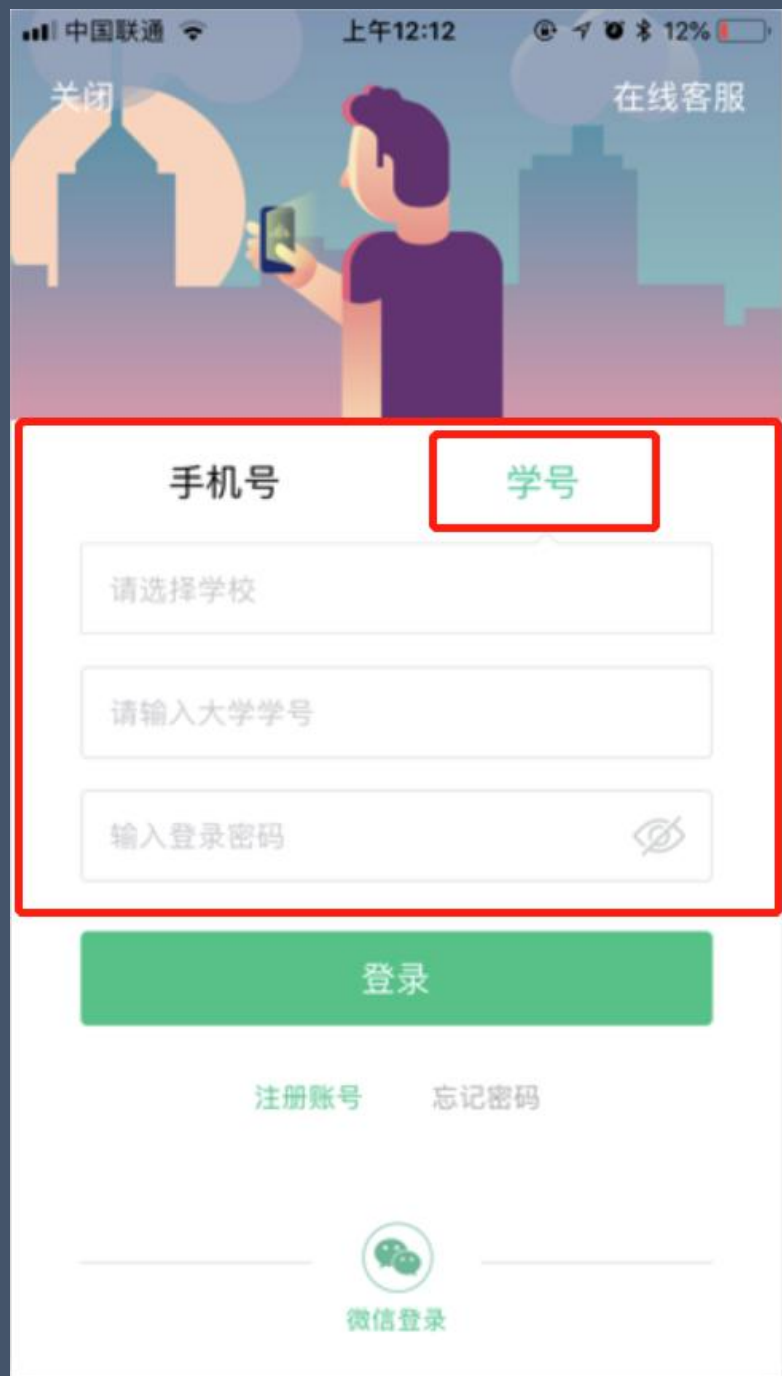 中国联通 上午12:12 12%
关闭 在线客服
手机号 学号
请选择学校
请输入大学学号
输入登录密码
登录
注册账号 忘记密码
微信登录